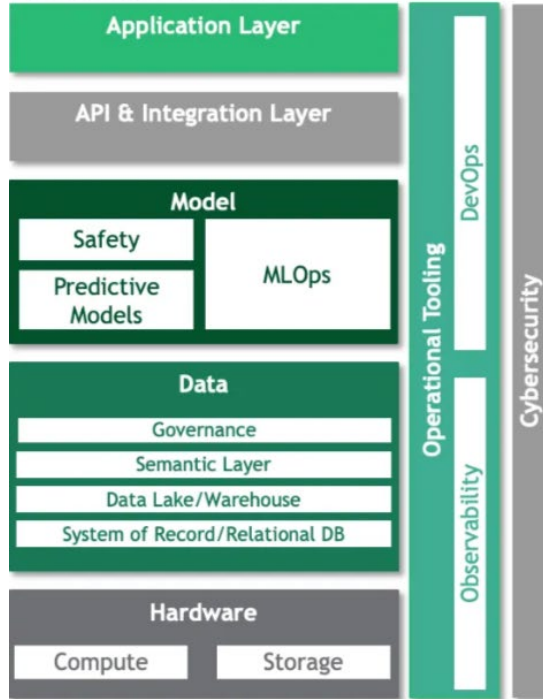 Application Layer
API & Integration Layer
Model
Safety
Predictive
Models
MLOps
Data
Governance
Semantic Layer
Data Lake/Warehouse
System of Record/Relational DB
Hardware
Compute
Storage
Operational Tooling
DevOps
Observability
Cybersecurity